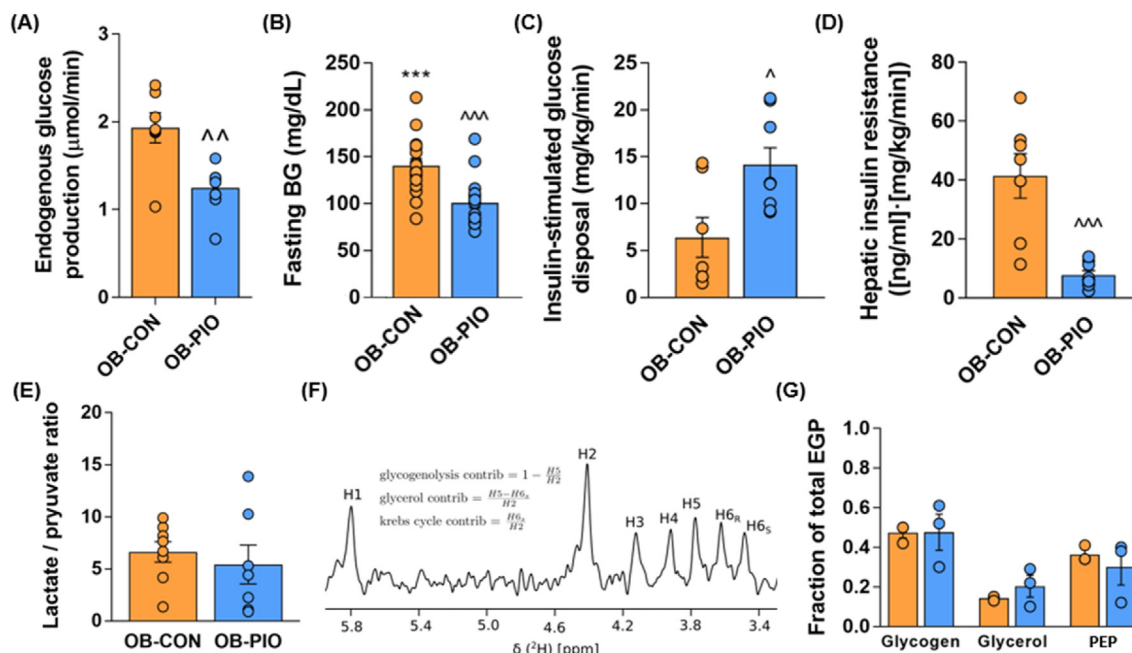 (A)
Endogenous glucose
production (μmol/min)
3
2
1
0
^^
OB-CON
OB-PIO
(B)
Fasting BG (mg/dL)
250
200
150
100
50
0
***
^^^
OB-CON
OB-PIO
(C)
Insulin-stimulated glucose
disposal (mg/kg/min)
25
20
15
10
5
0
^
OB-CON
OB-PIO
(D)
Hepatic insulin resistance
([ng/ml]·[mg/kg/min])
80
60
40
20
0
^^^
OB-CON
OB-PIO
(E)
Lactate / pryuvate ratio
20
15
10
5
0
OB-CON OB-PIO
(F)
glycogenolysis contrib = 1 − H5/H2
glycerol contrib = H5−H6s/H2
krebs cycle contrib = H6s/H2
H1
H2
H3
H4
H5
H6R
H6S
5.8 5.4 5.0 4.6 4.2 3.8 3.4
δ (²H) [ppm]
(G)
Fraction of total EGP
1.0
0.8
0.6
0.4
0.2
0.0
Glycogen Glycerol PEP